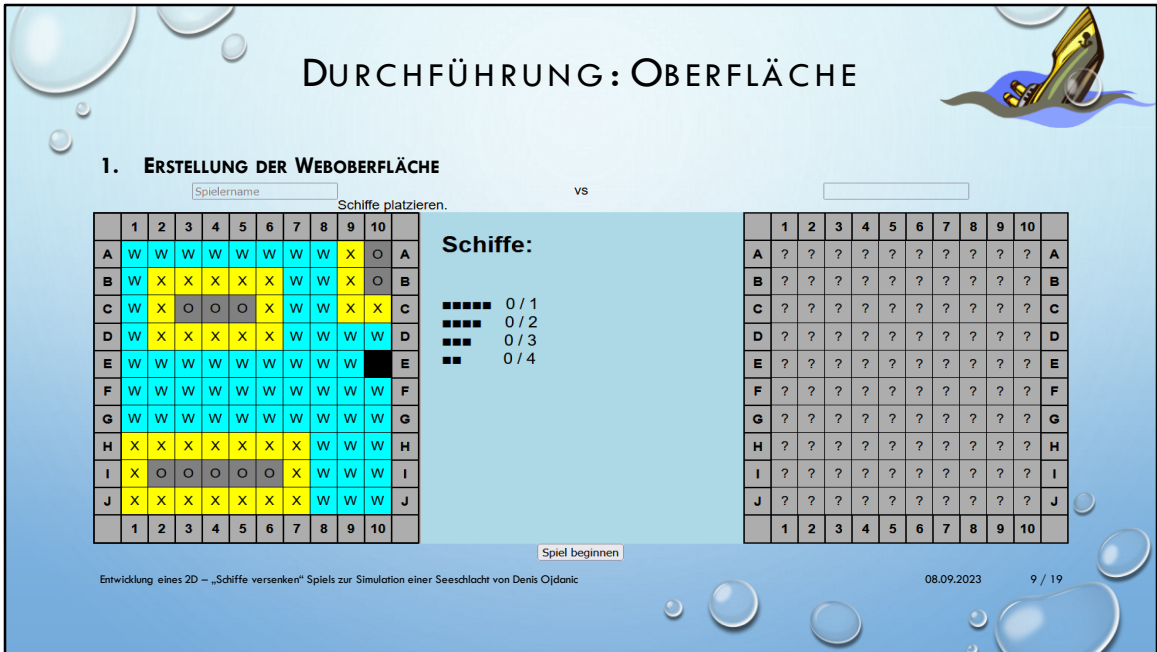 DURCHFÜHRUNG: OBERFLÄCHE
1. ERSTELLUNG DER WEBOBERFLÄCHE
Spielername vs
Schiffe platzieren.
1 2 3 4 5 6 7 8 9 10
A W W W W W W W W X O A
B W X X X X X W W X O B
C W X O O O X W W X X C
D W X X X X X W W W W D
E W W W W W W W W W E
F W W W W W W W W W W F
G W W W W W W W W W W G
H X X X X X X X W W W H
I X O O O O O X W W W I
J X X X X X X X W W W J
1 2 3 4 5 6 7 8 9 10
Schiffe:
■■■■■ 0 / 1
■■■■ 0 / 2
■■■ 0 / 3
■■ 0 / 4
1 2 3 4 5 6 7 8 9 10
A ? ? ? ? ? ? ? ? ? ? A
B ? ? ? ? ? ? ? ? ? ? B
C ? ? ? ? ? ? ? ? ? ? C
D ? ? ? ? ? ? ? ? ? ? D
E ? ? ? ? ? ? ? ? ? ? E
F ? ? ? ? ? ? ? ? ? ? F
G ? ? ? ? ? ? ? ? ? ? G
H ? ? ? ? ? ? ? ? ? ? H
I ? ? ? ? ? ? ? ? ? ? I
J ? ? ? ? ? ? ? ? ? ? J
1 2 3 4 5 6 7 8 9 10
Spiel beginnen
Entwicklung eines 2D – „Schiffe versenken" Spiels zur Simulation einer Seeschlacht von Denis Ojdanic 08.09.2023 9 / 19